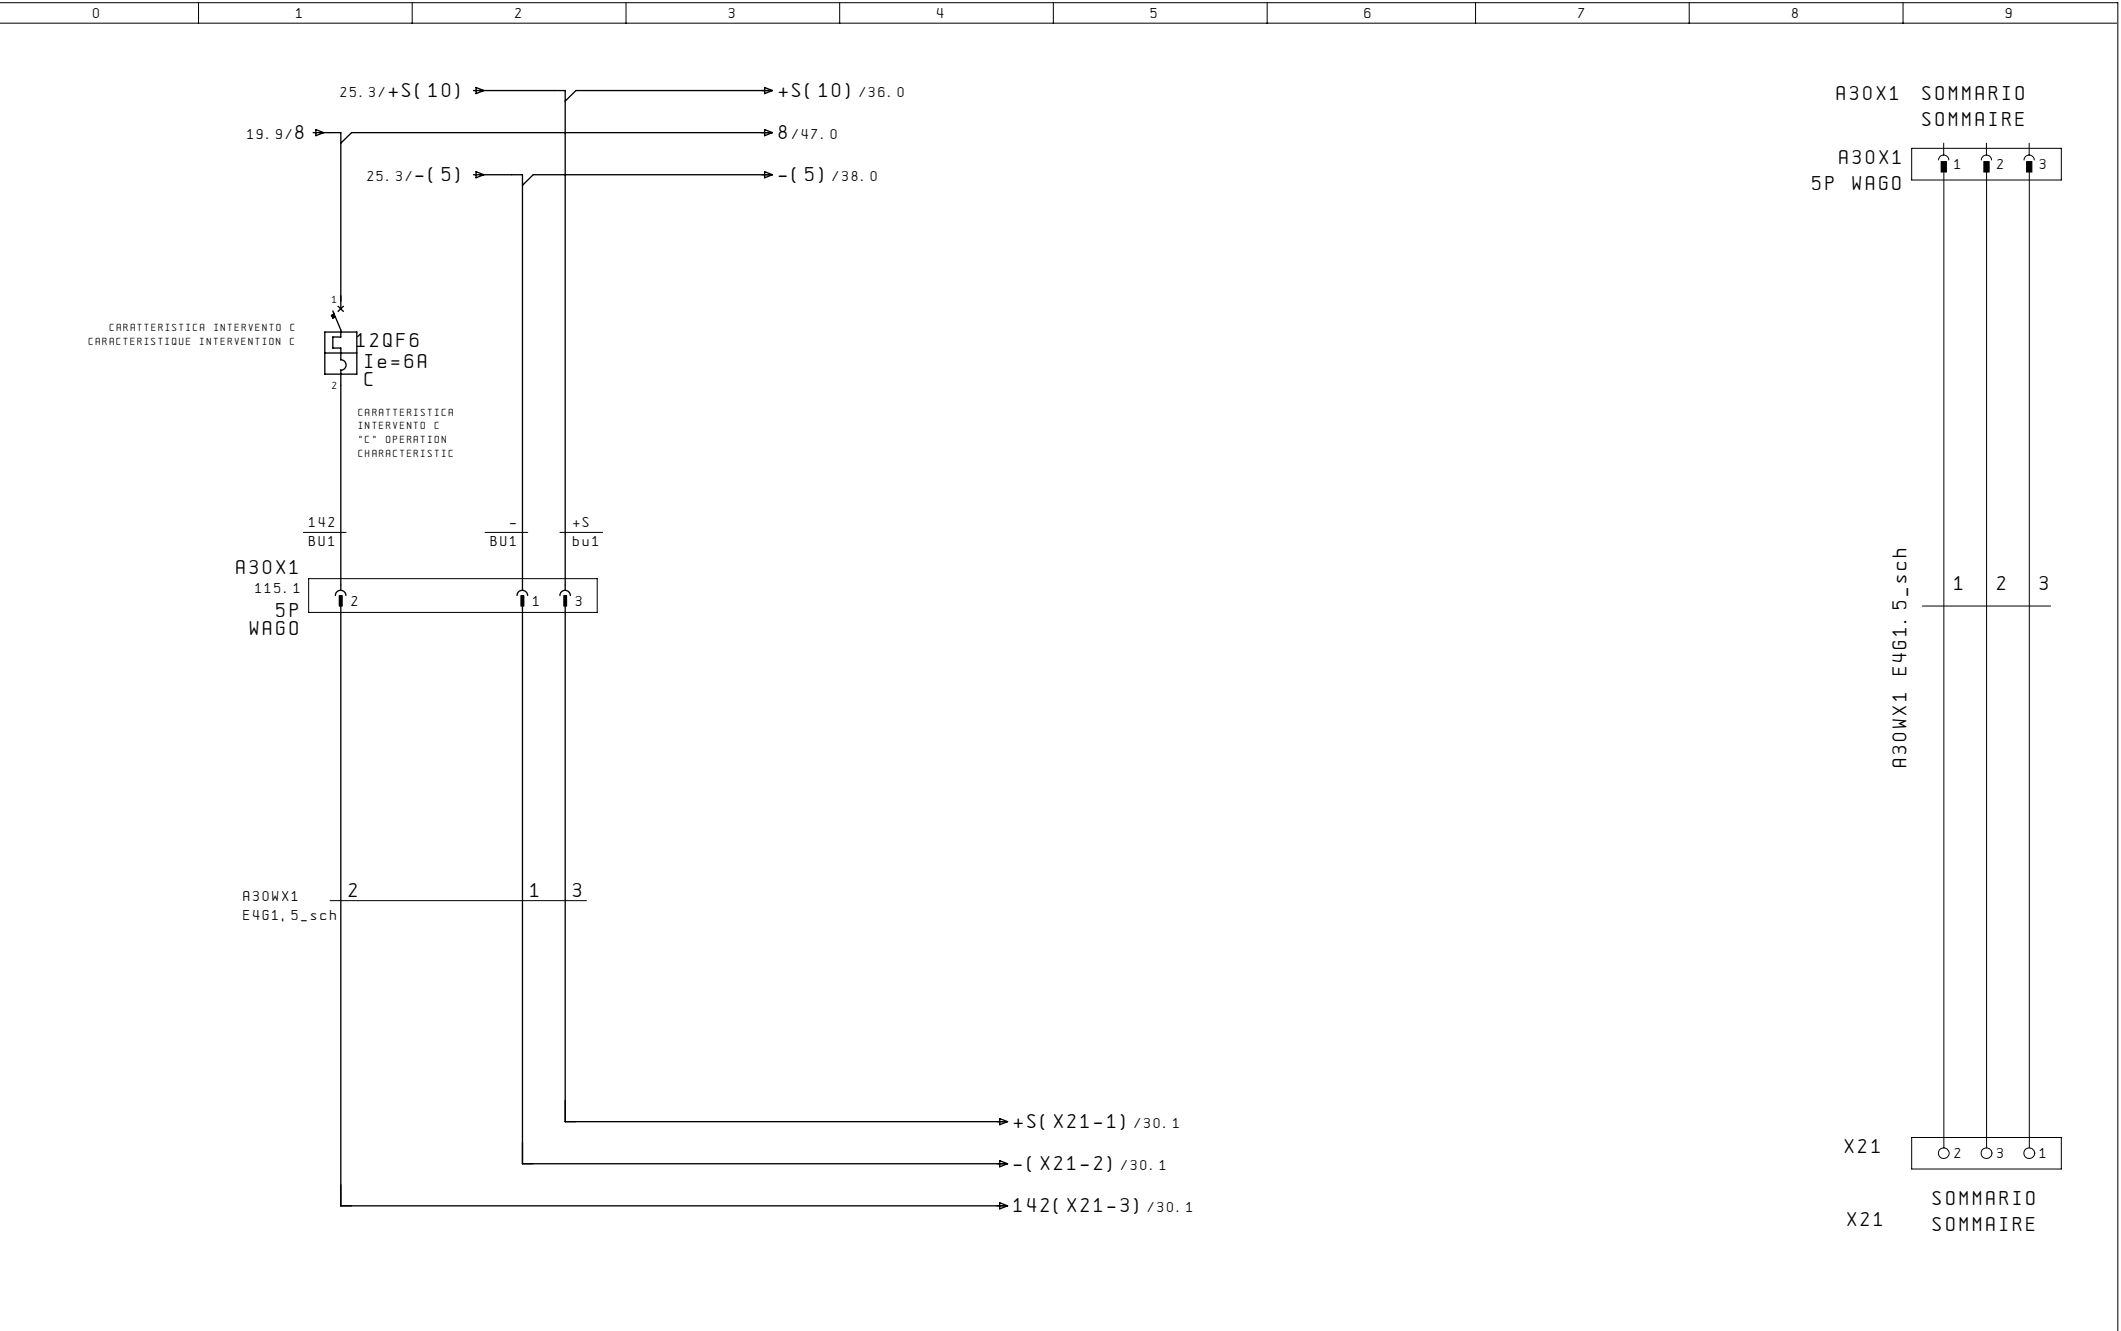 0 1 2 3 4 5 6 7 8 9
25.3/+S(10) +S(10)/36.0
19.9/8 8/47.0
25.3/-(5) -(5)/38.0
A30X1 SOMMARIO
SOMMAIRE
A30X1 1 2 3
5P WAGO
1
CARATTERISTICA INTERVENTO C
CARACTERISTIQUE INTERVENTION C
12QF6
Ie=6A
C
2
CARATTERISTICA
INTERVENTO C
"C" OPERATION
CHARACTERISTIC
142 - +S
BU1 BU1 bu1
A30X1
115.1
5P
WAGO
2 1 3
A30WX1 E4G1.5_sch
1 2 3
A30WX1 2 1 3
E4G1,5_sch
+S(X21-1)/30.1
-(X21-2)/30.1
142(X21-3)/30.1
X21 2 3 1
X21
SOMMARIO
SOMMAIRE